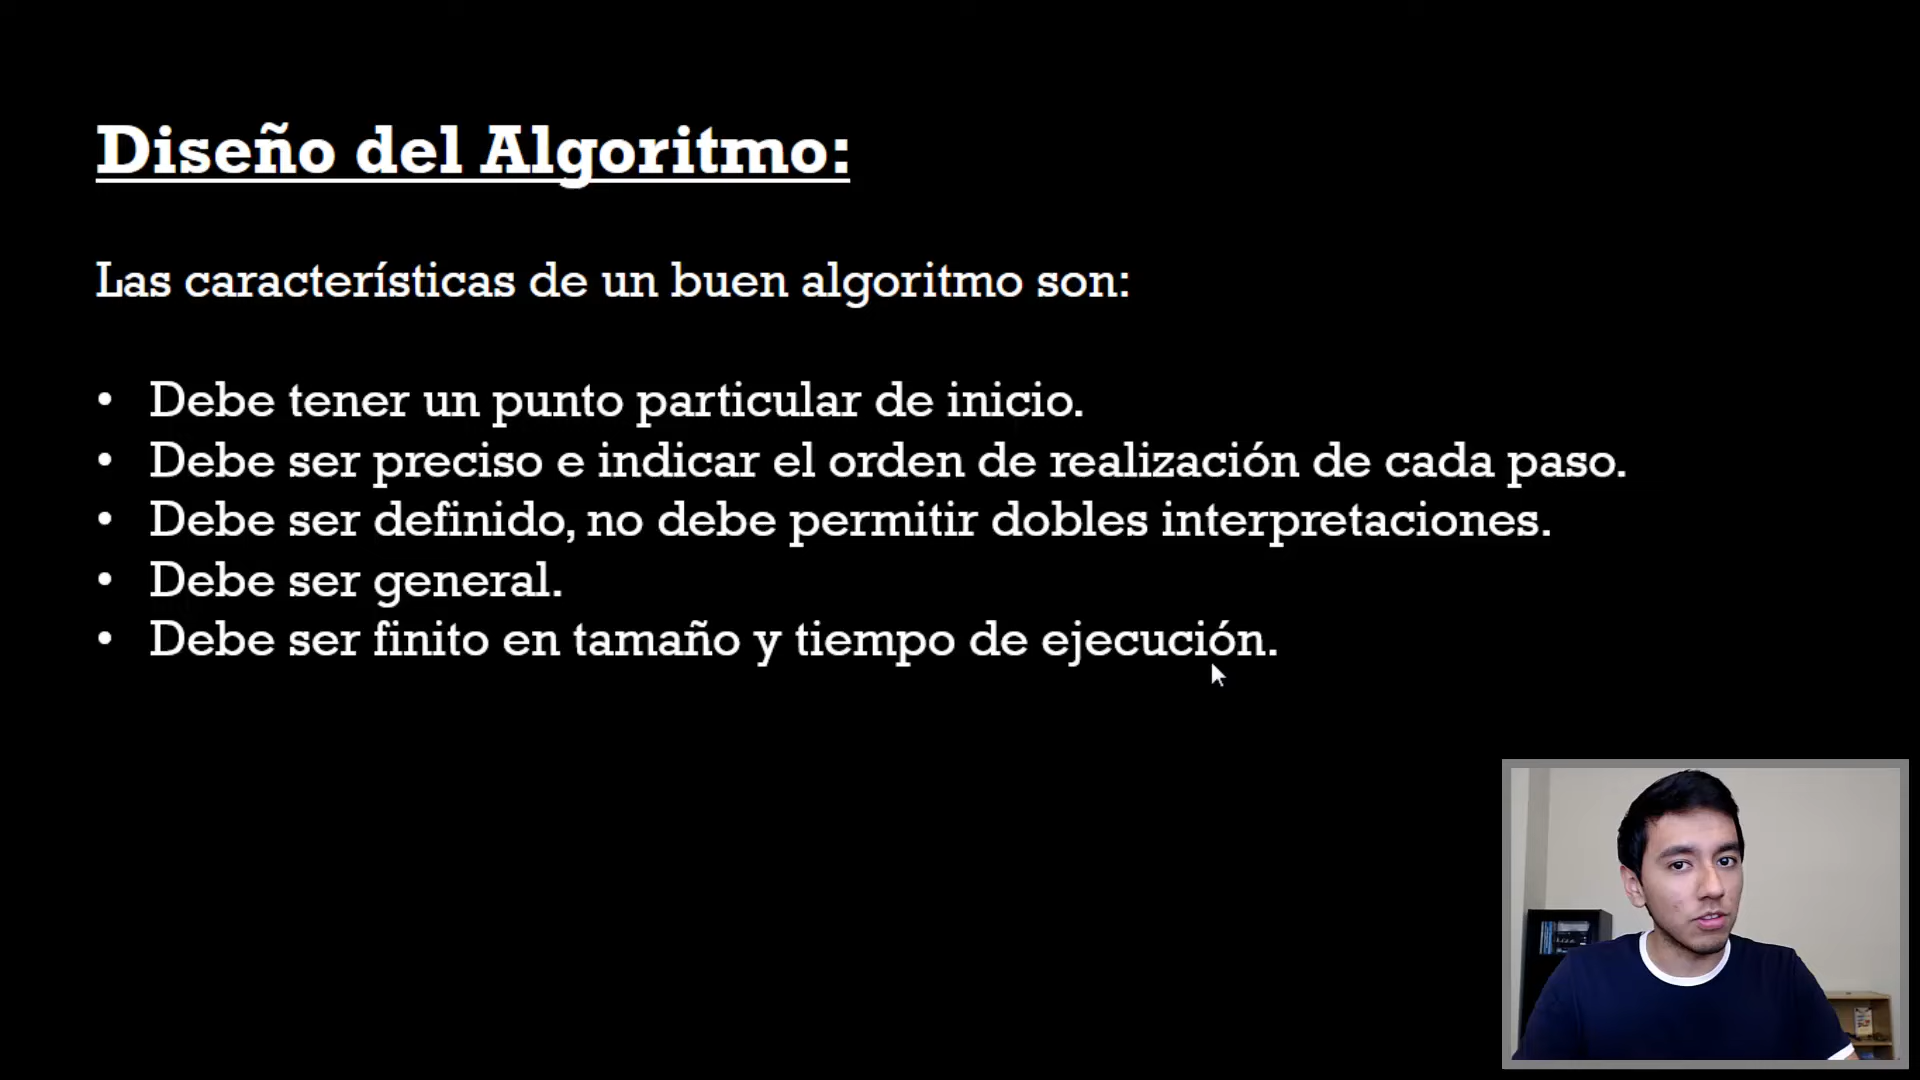 Diseño del Algoritmo:
Las características de un buen algoritmo son:
• Debe tener un punto particular de inicio.
• Debe ser preciso e indicar el orden de realización de cada paso.
• Debe ser definido, no debe permitir dobles interpretaciones.
• Debe ser general.
• Debe ser finito en tamaño y tiempo de ejecución.